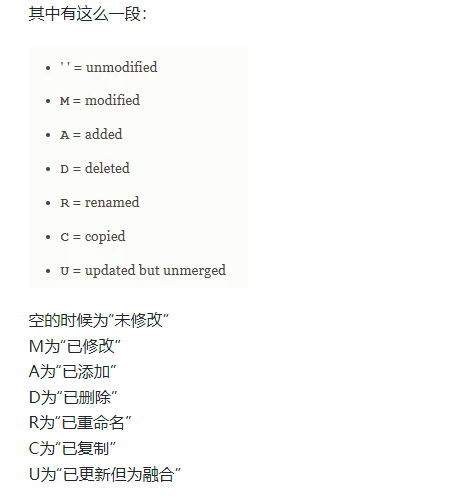 其中有这么一段：
• ' ' = unmodified
• M = modified
• A = added
• D = deleted
• R = renamed
• C = copied
• U = updated but unmerged
空的时候为“未修改”
M为“已修改”
A为“已添加”
D为“已删除”
R为“已重命名”
C为“已复制”
U为“已更新但为融合”